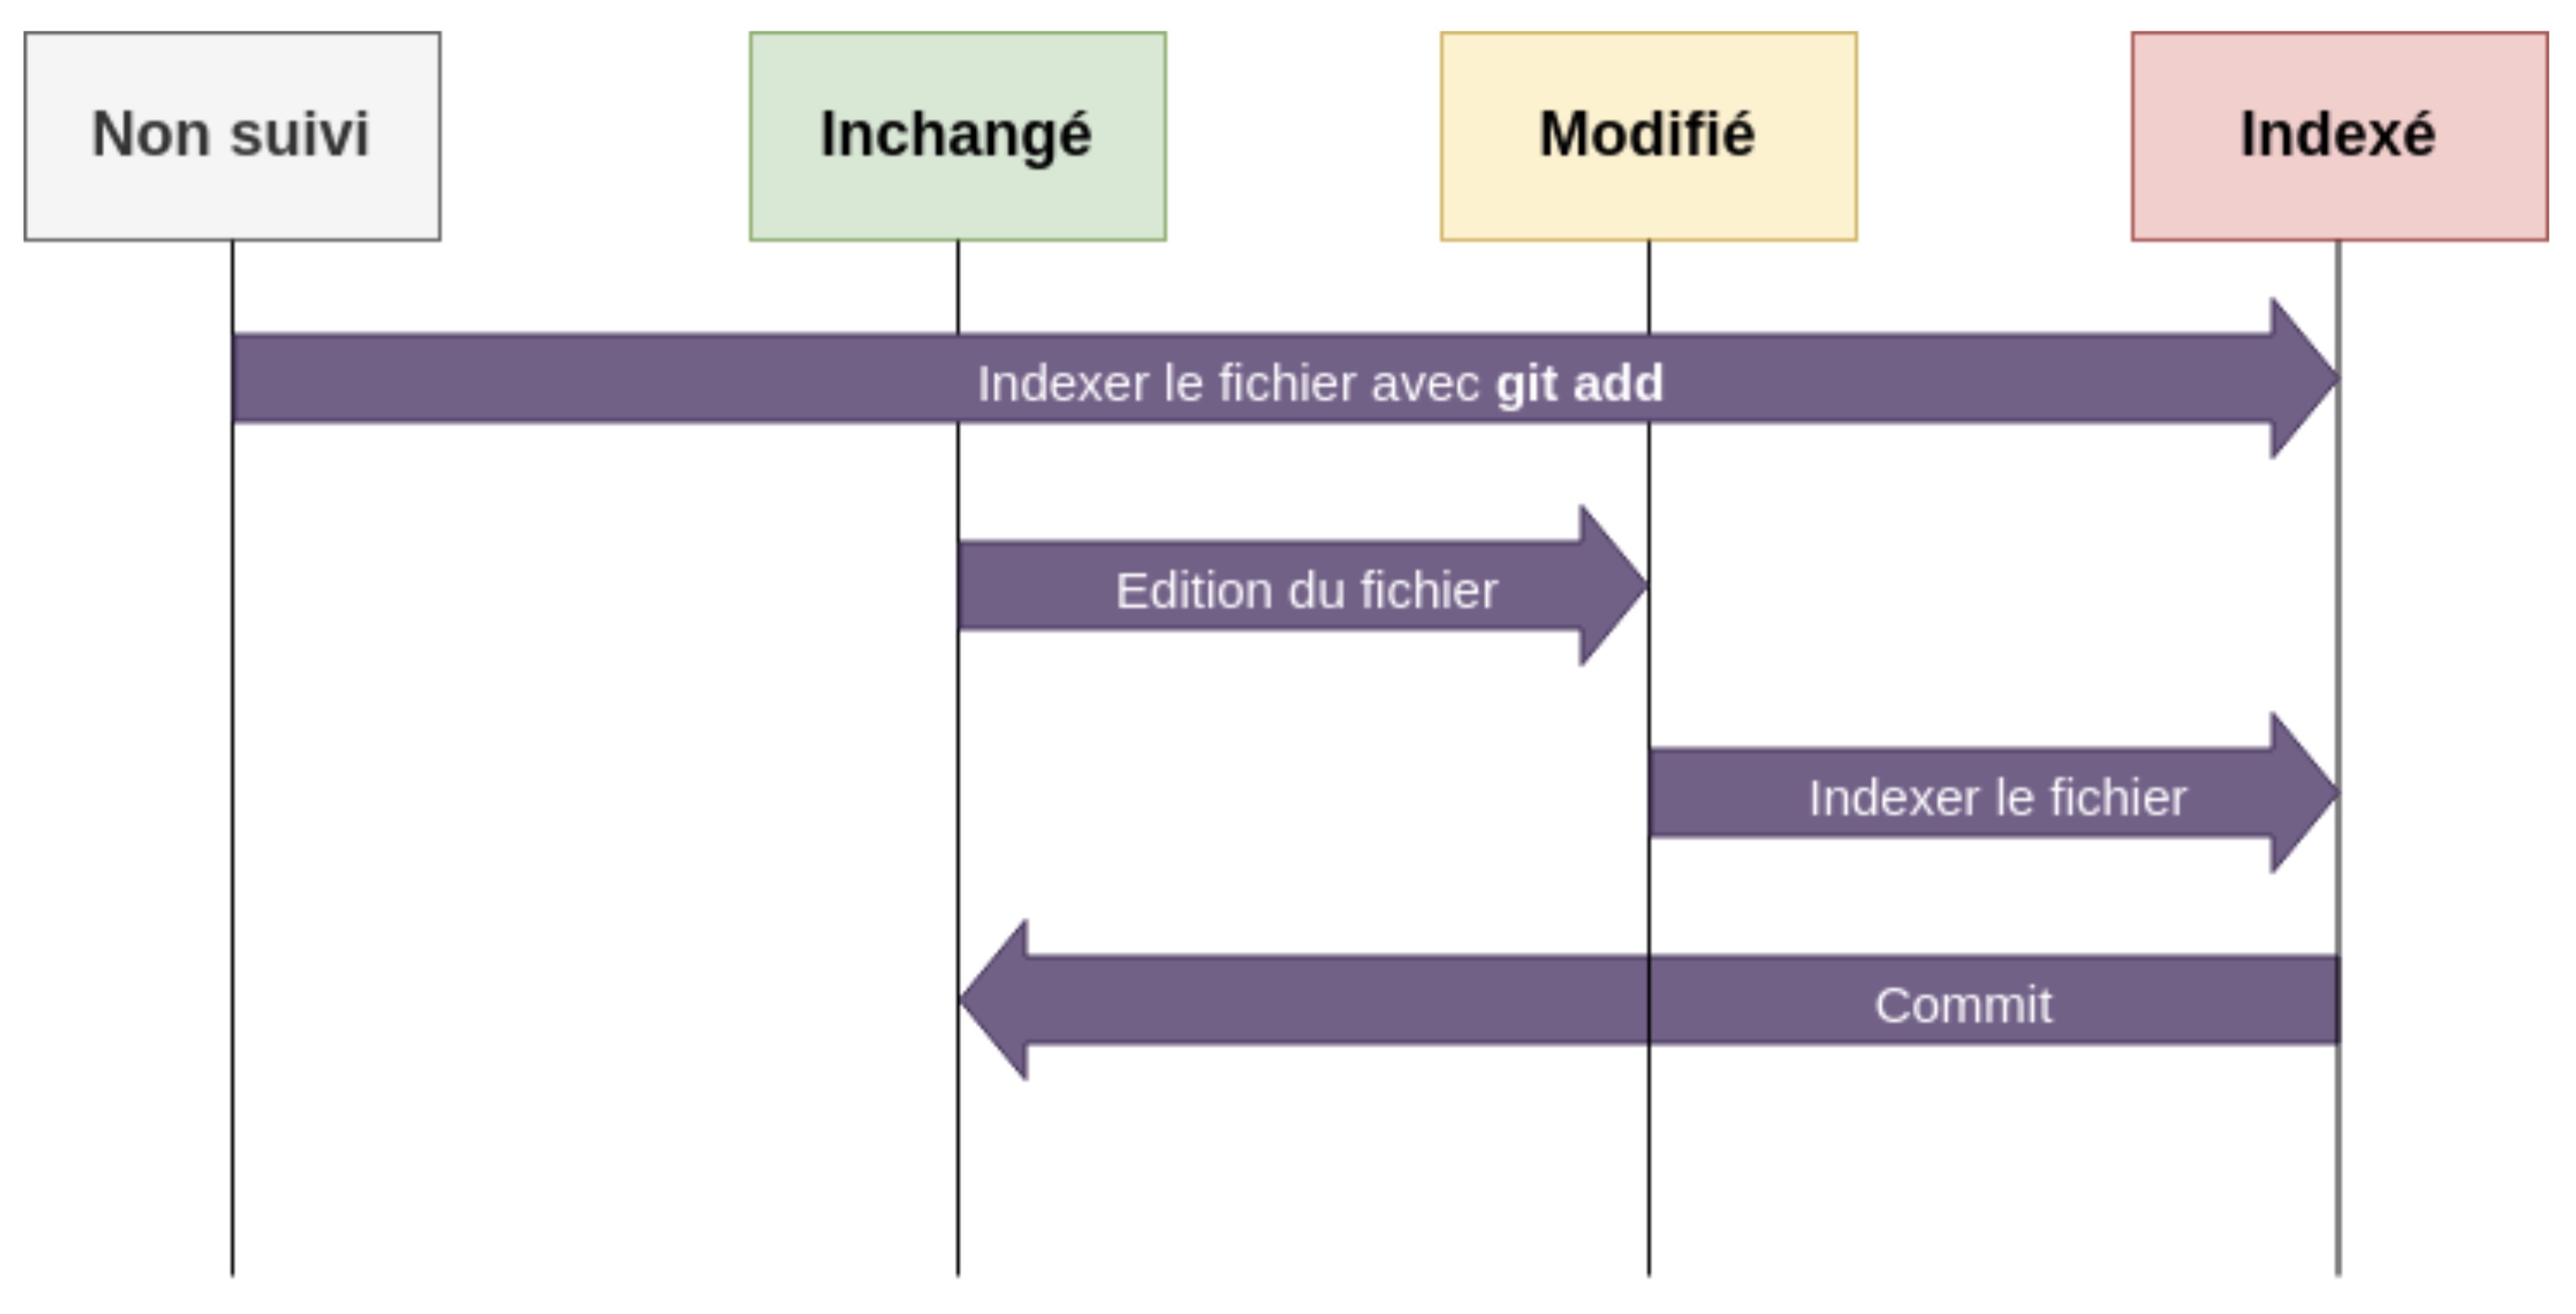 Non suivi
Inchangé
Modifié
Indexé
Indexer le fichier avec git add
Edition du fichier
Indexer le fichier
Commit